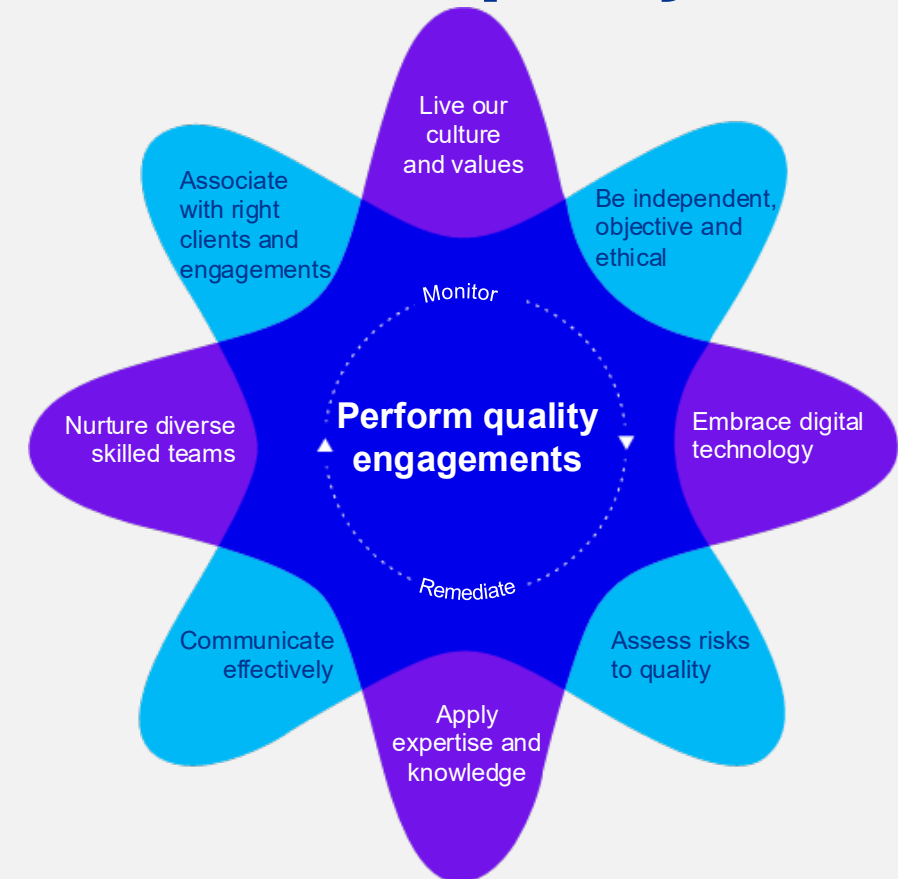 Live our
culture
and values
Be independent,
objective and
ethical
Embrace digital
technology
Assess risks
to quality
Apply
expertise and
knowledge
Communicate
effectively
Nurture diverse
skilled teams
Associate
with right
clients and
engagements
Monitor
Perform quality
engagements
Remediate